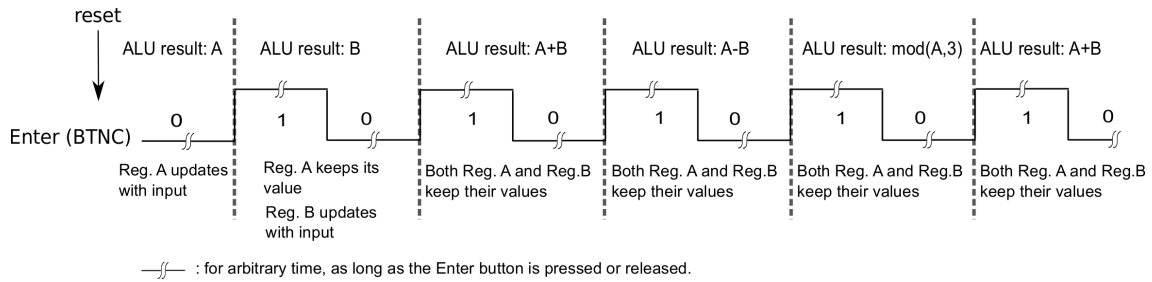 reset
ALU result: A
ALU result: B
ALU result: A+B
ALU result: A-B
ALU result: mod(A,3)
ALU result: A+B
Enter (BTNC)
0
1
0
1
0
1
0
1
0
1
0
Reg. A updates
with input
Reg. A keeps its
value
Reg. B updates
with input
Both Reg. A and Reg.B
keep their values
Both Reg. A and Reg.B
keep their values
Both Reg. A and Reg.B
keep their values
Both Reg. A and Reg.B
keep their values
: for arbitrary time, as long as the Enter button is pressed or released.